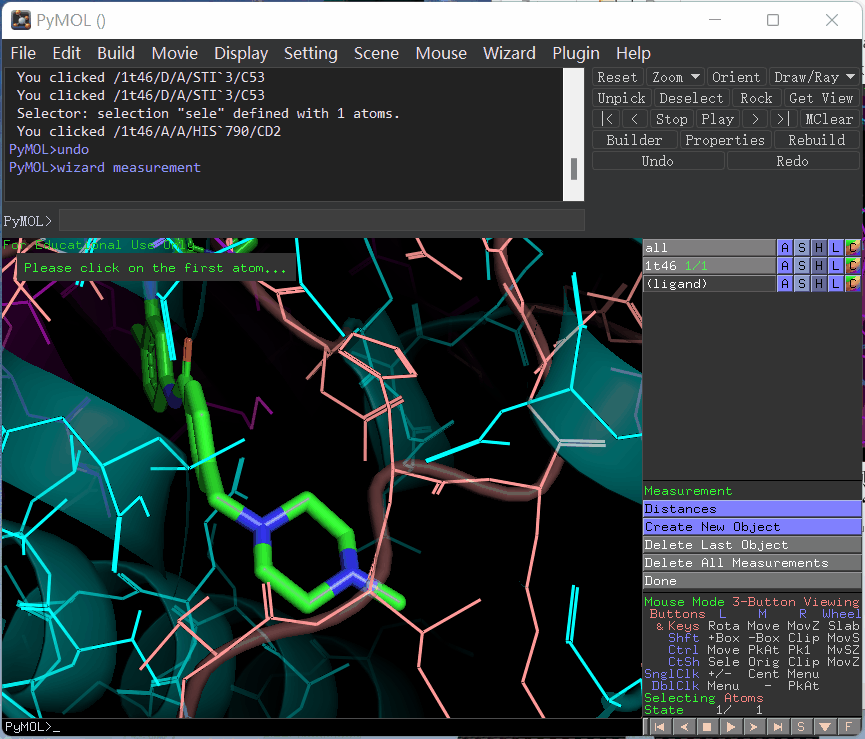 PyMOL ()
File Edit Build Movie Display Setting Scene Mouse Wizard Plugin Help
You clicked /1t46/D/A/STI`3/C53
You clicked /1t46/D/A/STI`3/C53
Selector: selection "sele" defined with 1 atoms.
You clicked /1t46/A/A/HIS`790/CD2
PyMOL>undo
PyMOL>wizard measurement
Reset Zoom ▼ Orient Draw/Ray ▼
Unpick Deselect Rock Get View
|< < Stop Play > >| MClear
Builder Properties Rebuild
Undo Redo
PyMOL>
For Educational Use Only
Please click on the first atom...
all A S H L C
1t46 1/1 A S H L C
(ligand) A S H L C
Measurement
Distances
Create New Object
Delete Last Object
Delete All Measurements
Done
Mouse Mode 3-Button Viewing
Buttons L M R Wheel
& Keys Rota Move MovZ Slab
Shft +Box -Box Clip MovS
Ctrl Move PkAt Pk1 MvSZ
CtSh Sele Orig Clip MovZ
SnglClk +/- Cent Menu
DblClk Menu - PkAt
Selecting Atoms
State 1/ 1
PyMOL>_
S ▼ F